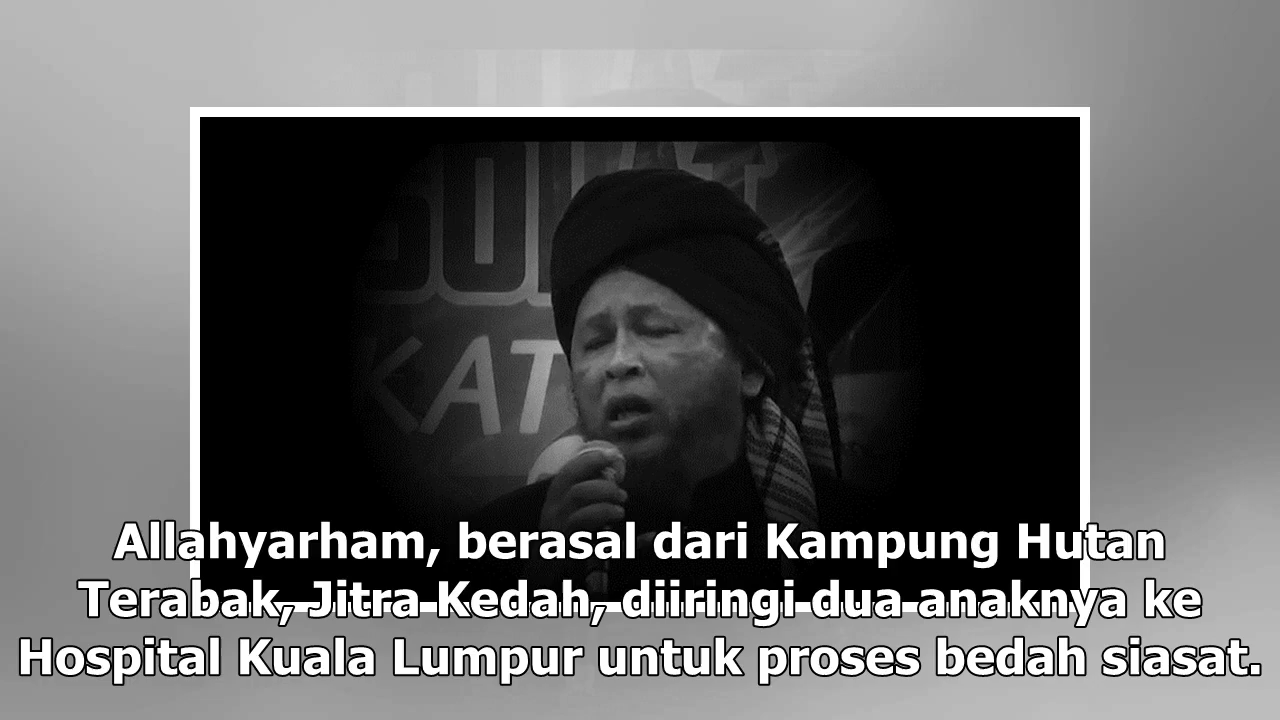 KAT
Allahyarham, berasal dari Kampung Hutan
Terabak, Jitra Kedah, diiringi dua anaknya ke
Hospital Kuala Lumpur untuk proses bedah siasat.